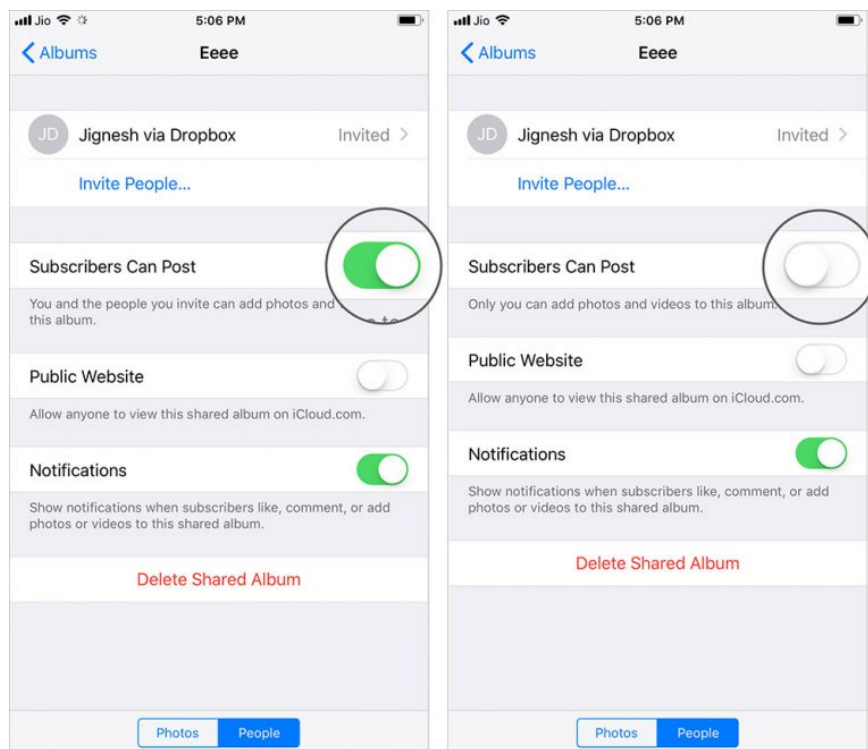 Jio 5:06 PM
Albums Eeee
JD Jignesh via Dropbox Invited
Invite People...
Subscribers Can Post
You and the people you invite can add photos and
this album.
Public Website
Allow anyone to view this shared album on iCloud.com.
Notifications
Show notifications when subscribers like, comment, or add
photos or videos to this shared album.
Delete Shared Album
Photos People
Jio 5:06 PM
Albums Eeee
JD Jignesh via Dropbox Invited
Invite People...
Subscribers Can Post
Only you can add photos and videos to this album.
Public Website
Allow anyone to view this shared album on iCloud.com.
Notifications
Show notifications when subscribers like, comment, or add
photos or videos to this shared album.
Delete Shared Album
Photos People